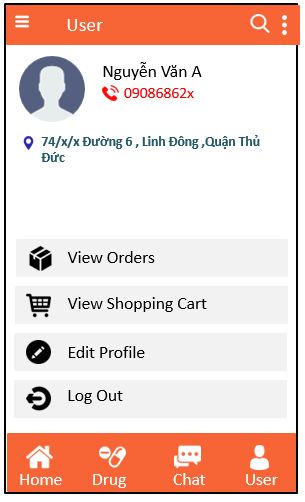 User
Nguyễn Văn A
09086862x
74/x/x Đường 6 , Linh Đông ,Quận Thủ
Đức
View Orders
View Shopping Cart
Edit Profile
Log Out
Home Drug Chat User